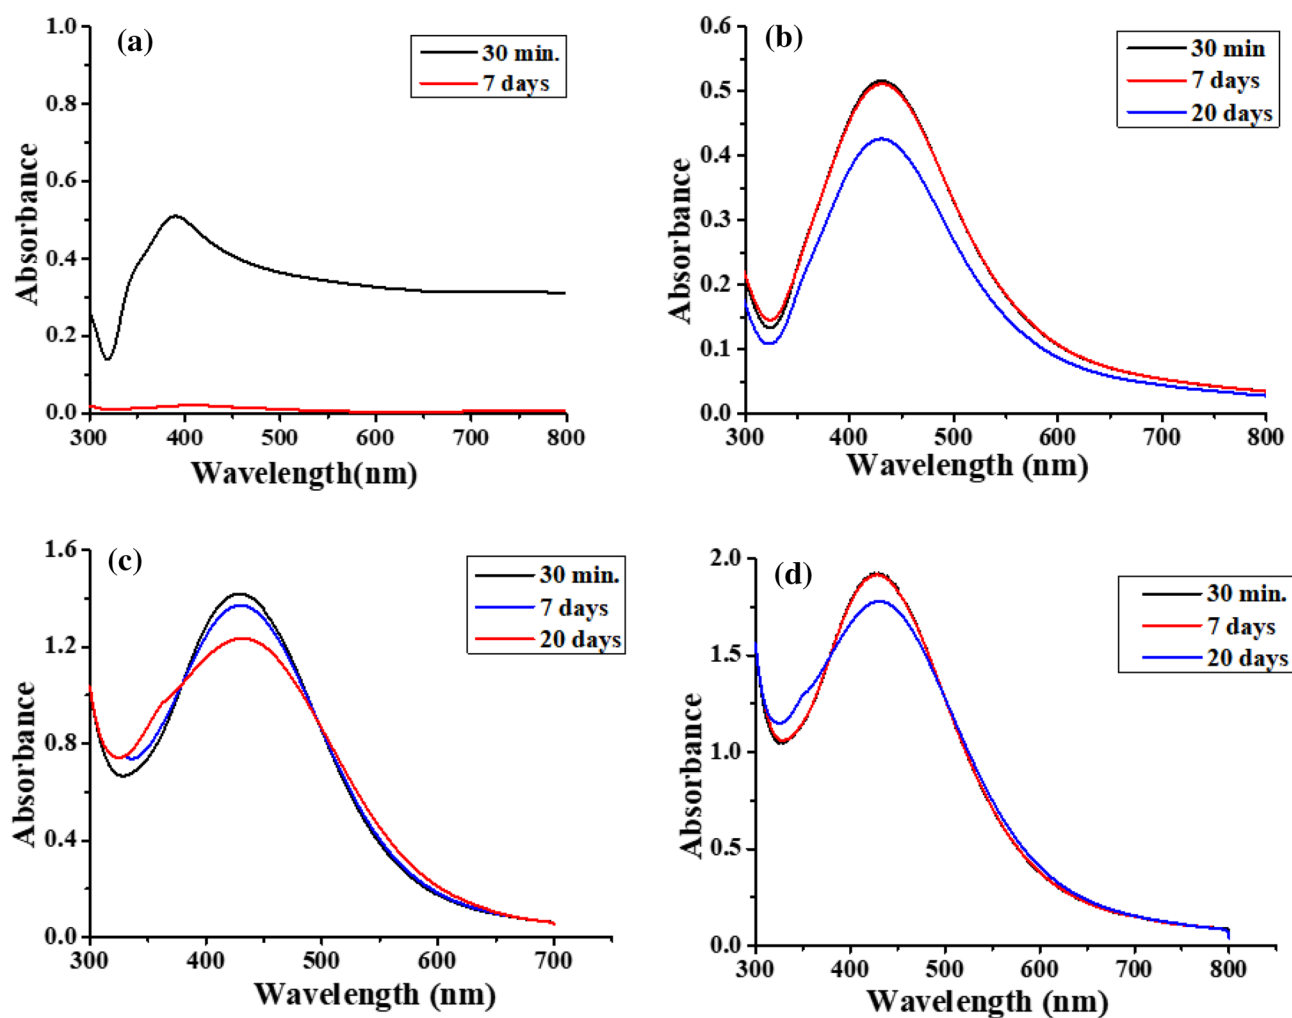 (a)
30 min.
7 days
1.0
0.8
0.6
0.4
0.2
0.0
Absorbance
300 400 500 600 700 800
Wavelength(nm)
(b)
30 min
7 days
20 days
0.6
0.5
0.4
0.3
0.2
0.1
0.0
Absorbance
300 400 500 600 700 800
Wavelength (nm)
(c)
30 min.
7 days
20 days
1.6
1.2
0.8
0.4
0.0
Absorbance
300 400 500 600 700
Wavelength (nm)
(d)
30 min.
7 days
20 days
2.0
1.5
1.0
0.5
0.0
Absorbance
300 400 500 600 700 800
Wavelength (nm)